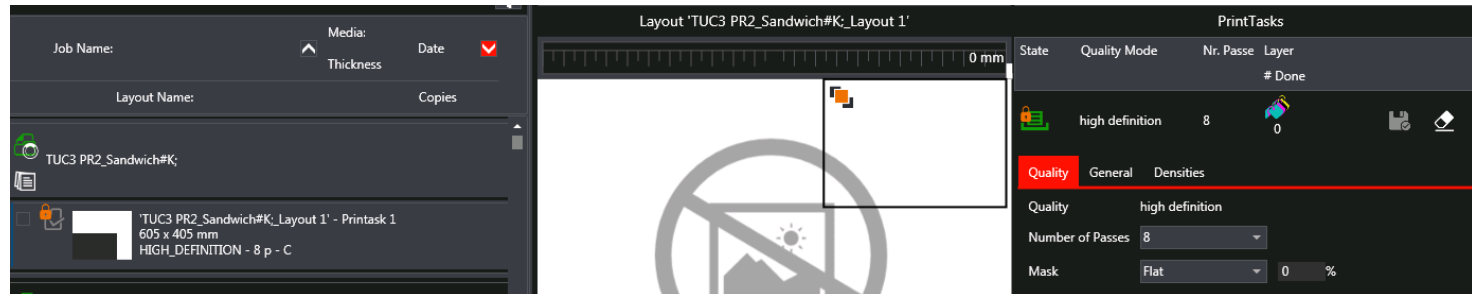 Layout 'TUC3 PR2_Sandwich#K;_Layout 1'
PrintTasks
Job Name:
Media:
Thickness
Date
Layout Name:
Copies
0 mm
State
Quality Mode
Nr. Passe
Layer
# Done
high definition
8
0
TUC3 PR2_Sandwich#K;
'TUC3 PR2_Sandwich#K;_Layout 1' - Printask 1
605 x 405 mm
HIGH_DEFINITION - 8 p - C
Quality
General
Densities
Quality
high definition
Number of Passes
8
Mask
Flat
0
%